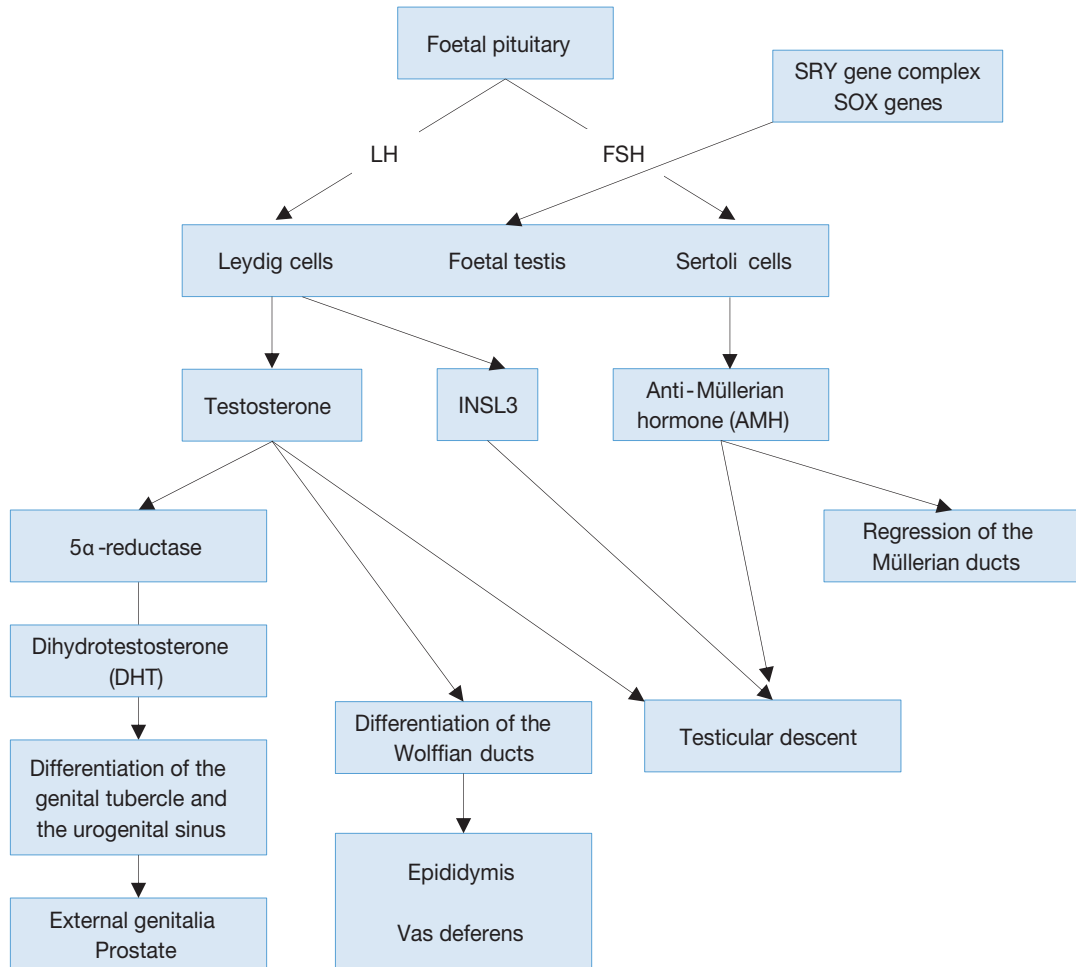 Foetal pituitary
SRY gene complex
SOX genes
LH
FSH
Leydig cells
Foetal testis
Sertoli cells
Testosterone
INSL3
Anti-Müllerian
hormone (AMH)
5α-reductase
Regression of the
Müllerian ducts
Dihydrotestosterone
(DHT)
Differentiation of the
Wolffian ducts
Testicular descent
Differentiation of the
genital tubercle and
the urogenital sinus
Epididymis
Vas deferens
External genitalia
Prostate